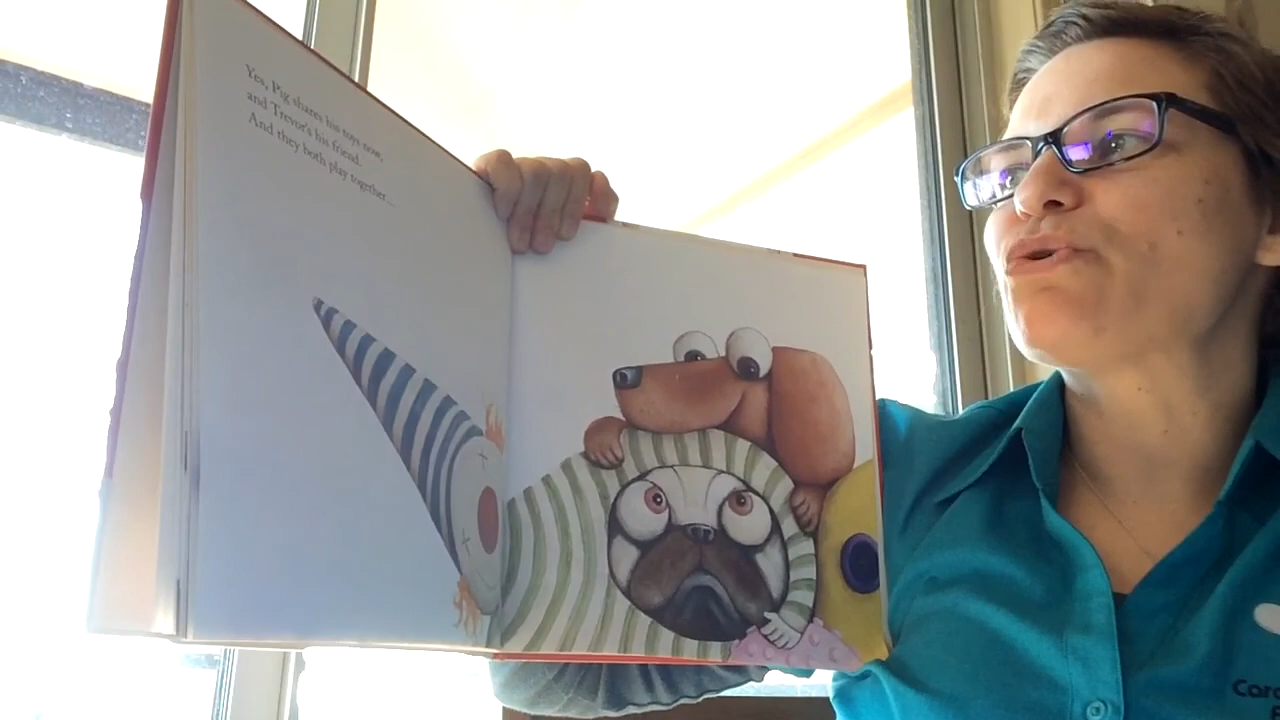 Yes, Pig shares his toys now,
and Trevor's his friend.
And they both play together...